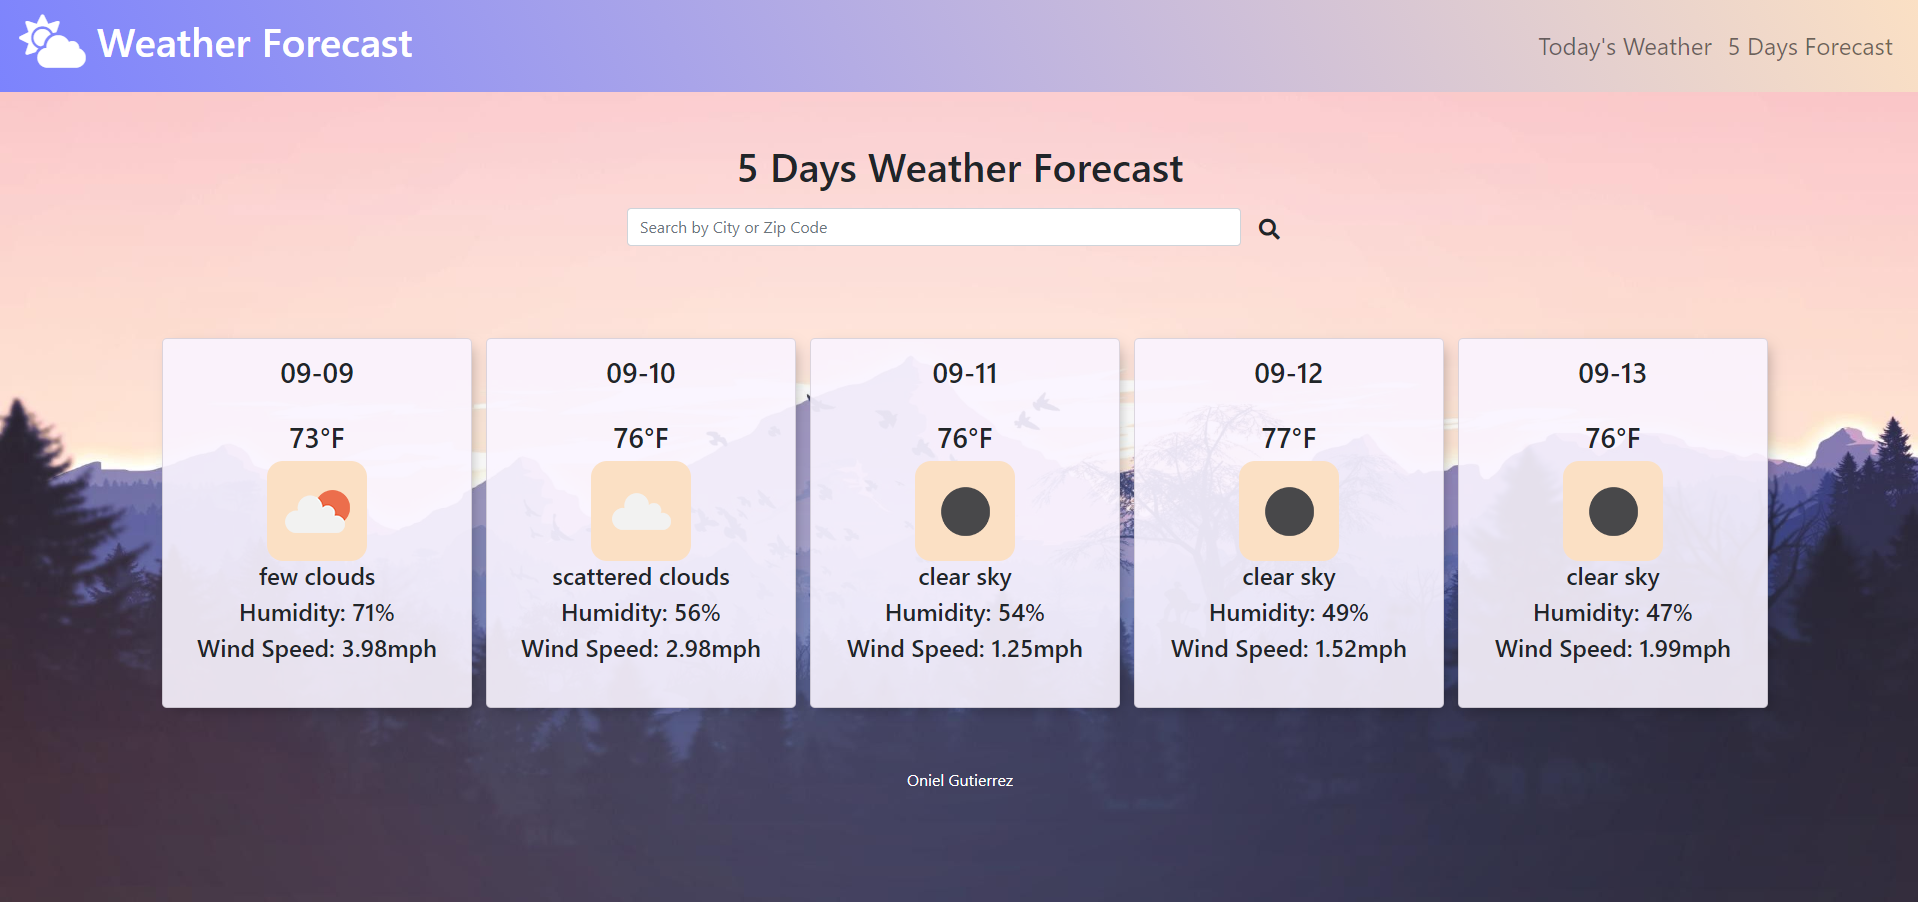 Weather Forecast
Today's Weather 5 Days Forecast
5 Days Weather Forecast
Search by City or Zip Code
09-09
73°F
few clouds
Humidity: 71%
Wind Speed: 3.98mph
09-10
76°F
scattered clouds
Humidity: 56%
Wind Speed: 2.98mph
09-11
76°F
clear sky
Humidity: 54%
Wind Speed: 1.25mph
09-12
77°F
clear sky
Humidity: 49%
Wind Speed: 1.52mph
09-13
76°F
clear sky
Humidity: 47%
Wind Speed: 1.99mph
Oniel Gutierrez